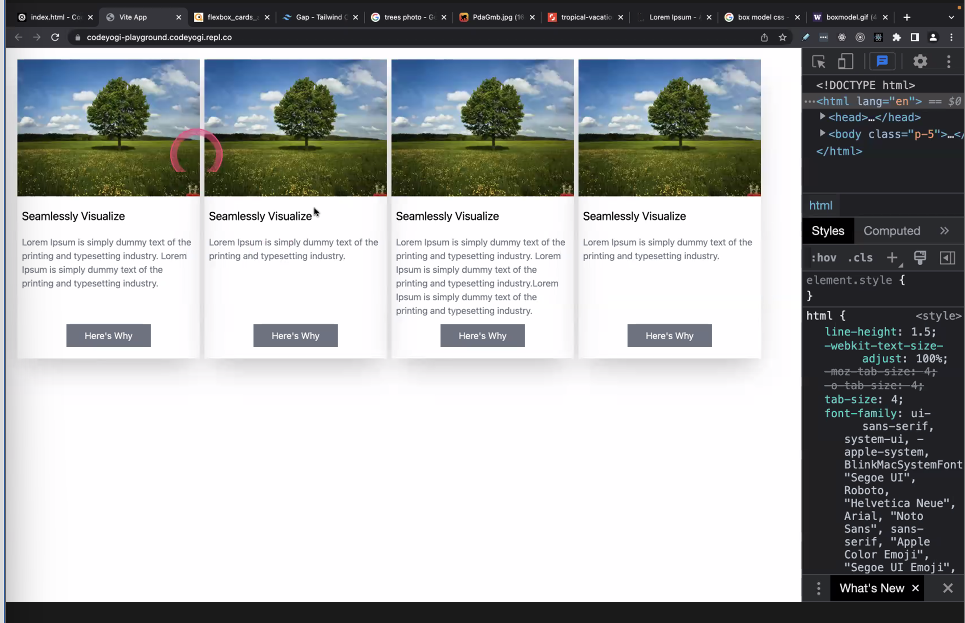 index.html - Co
Vite App
flexbox_cards_
Gap - Tailwind C
trees photo - G
PdaGmb.jpg (16
tropical-vacatio
Lorem Ipsum - A
box model css -
boxmodel.gif (4
codeyogi-playground.codeyogi.repl.co
Seamlessly Visualize
Lorem Ipsum is simply dummy text of the
printing and typesetting industry. Lorem
Ipsum is simply dummy text of the
printing and typesetting industry.
Here's Why
Seamlessly Visualize
Lorem Ipsum is simply dummy text of the
printing and typesetting industry.
Here's Why
Seamlessly Visualize
Lorem Ipsum is simply dummy text of the
printing and typesetting industry. Lorem
Ipsum is simply dummy text of the
printing and typesetting industry.Lorem
Ipsum is simply dummy text of the
printing and typesetting industry.
Here's Why
Seamlessly Visualize
Lorem Ipsum is simply dummy text of the
printing and typesetting industry.
Here's Why
<!DOCTYPE html>
···<html lang="en"> == $0
<head>…</head>
<body class="p-5">…</
</html>
html
Styles
Computed
:hov .cls
element.style {
}
html { <style>
line-height: 1.5;
-webkit-text-size-
adjust: 100%;
-moz-tab-size: 4;
-o-tab-size: 4;
tab-size: 4;
font-family: ui-
sans-serif,
system-ui, -
apple-system,
BlinkMacSystemFont
"Segoe UI",
Roboto,
"Helvetica Neue",
Arial, "Noto
Sans", sans-
serif, "Apple
Color Emoji",
"Segoe UI Emoji",
What's New